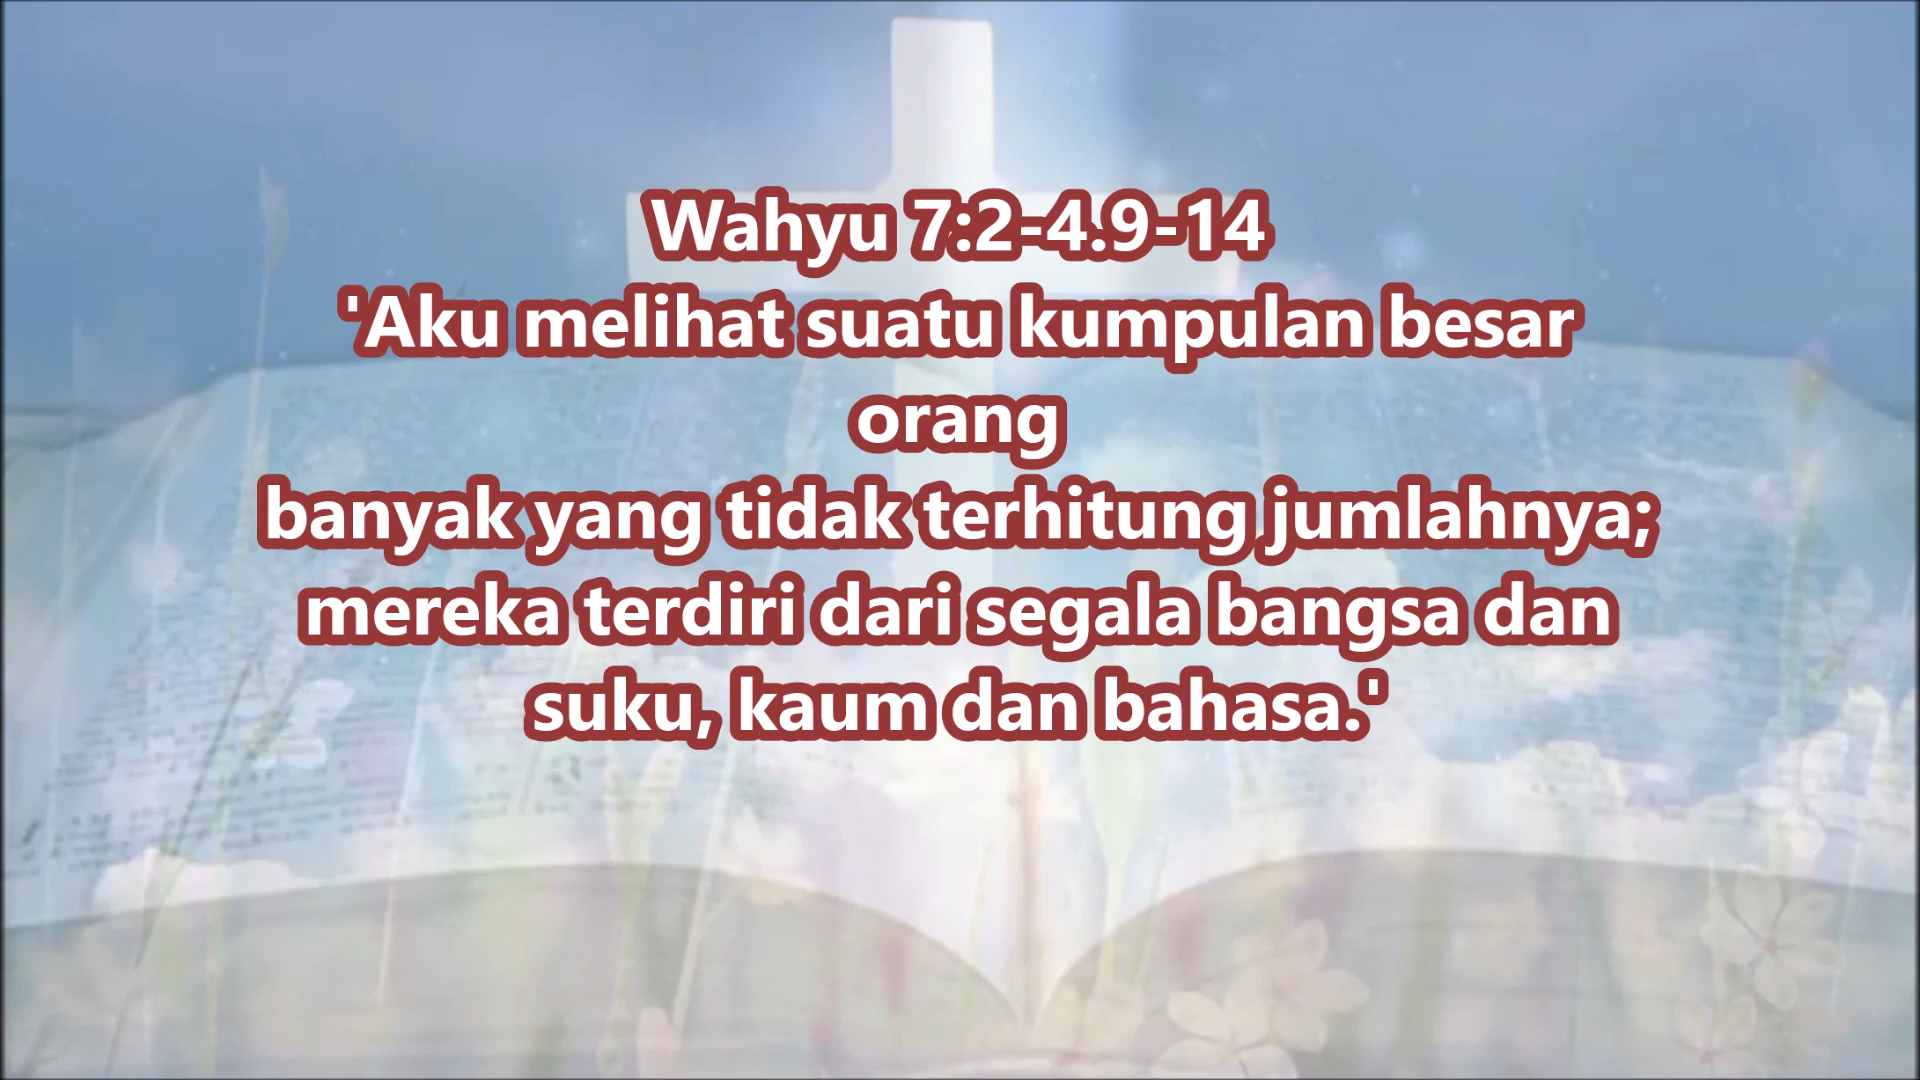 Wahyu 7:2-4.9-14
'Aku melihat suatu kumpulan besar
orang
banyak yang tidak terhitung jumlahnya;
mereka terdiri dari segala bangsa dan
suku, kaum dan bahasa.'